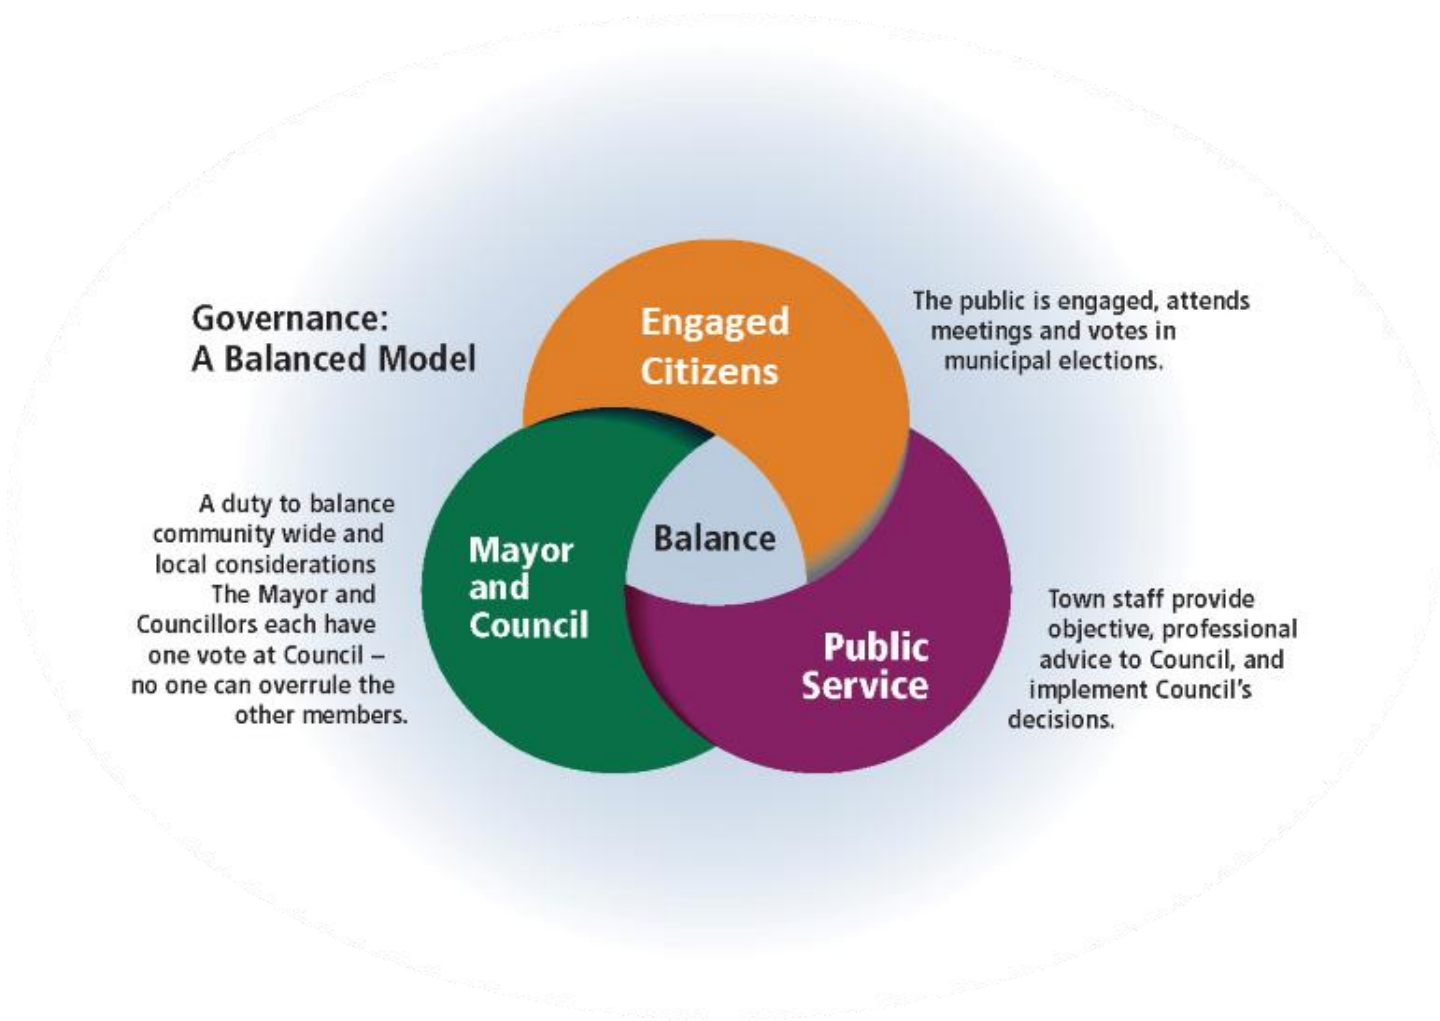 Governance:
A Balanced Model
Engaged
Citizens
The public is engaged, attends
meetings and votes in
municipal elections.
A duty to balance
community wide and
local considerations
The Mayor and
Councillors each have
one vote at Council –
no one can overrule the
other members.
Mayor
and
Council
Balance
Public
Service
Town staff provide
objective, professional
advice to Council, and
implement Council’s
decisions.